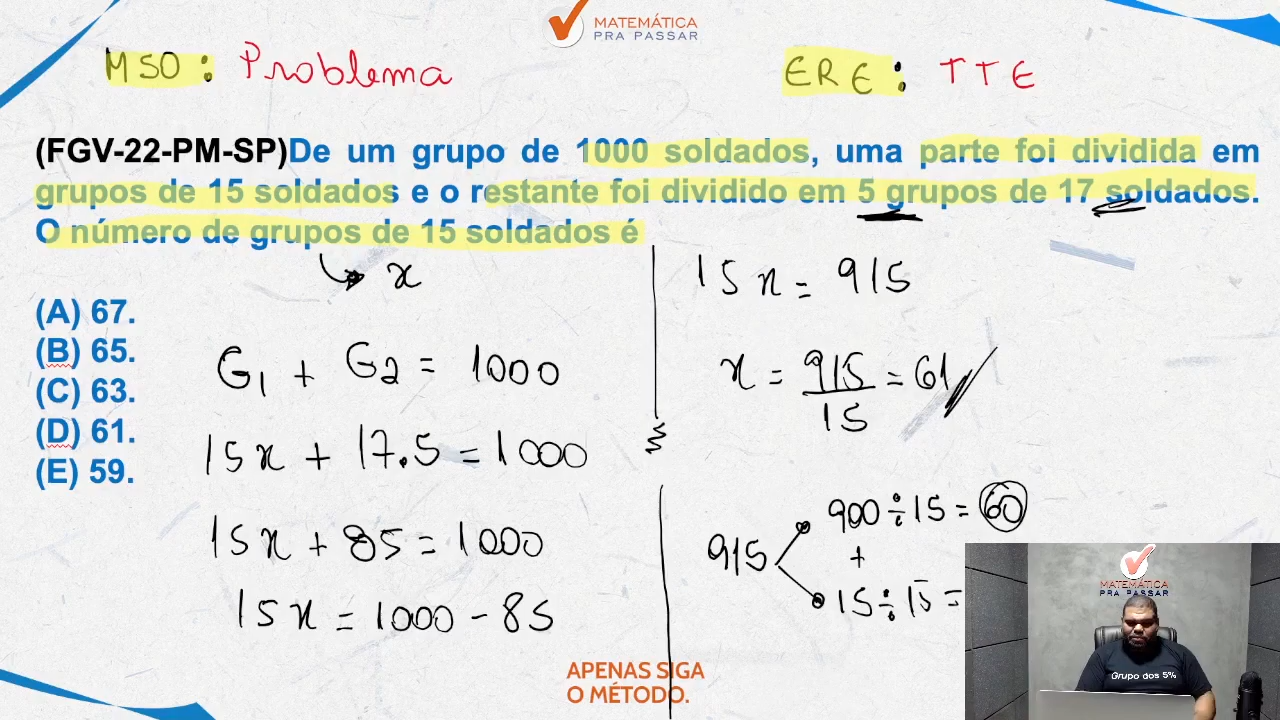 MATEMÁTICA
PRA PASSAR
MSO: Problema
ERE: TTE
(FGV-22-PM-SP)De um grupo de 1000 soldados, uma parte foi dividida em
grupos de 15 soldados e o restante foi dividido em 5 grupos de 17 soldados.
O número de grupos de 15 soldados é
x
(A) 67.
(B) 65.
(C) 63.
(D) 61.
(E) 59.
G1 + G2 = 1000
15x + 17.5 = 1000
15x + 85 = 1000
15x = 1000 - 85
15x = 915
x = 915/15 = 61
915
900 ÷ 15 = 60
+
15 ÷ 15 =
APENAS SIGA
O MÉTODO.
MATEMÁTICA
PRA PASSAR
Grupo dos 5%